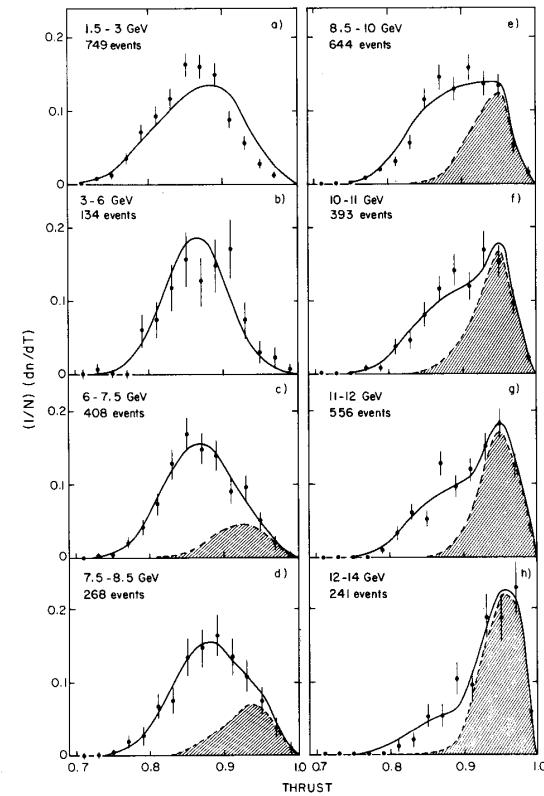 a)
1.5 - 3 GeV
749 events
0.2
0.1
0
b)
3-6 GeV
134 events
0.2
0.1
0
c)
6 - 7.5 GeV
408 events
0.2
0.1
0
d)
7.5 - 8.5 GeV
268 events
0.2
0.1
0
0.7
0.8
0.9
1.0
e)
8.5 - 10 GeV
644 events
f)
10-11 GeV
393 events
g)
11-12 GeV
556 events
h)
12-14 GeV
241 events
0.7
0.8
0.9
1.0
(1/N) (dn/dT)
THRUST